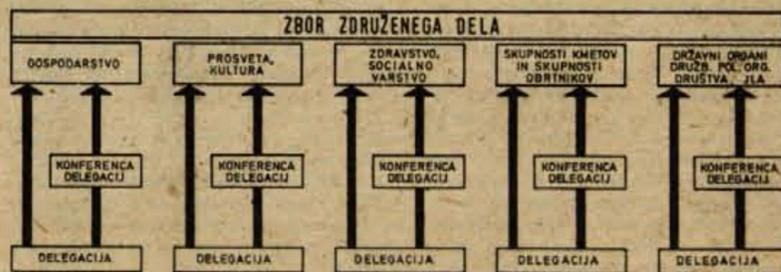 ZBOR ZDRUŽENEGA DELA
GOSPODARSTVO
PROSVETA,
KULTURA
ZDRAVSTVO,
SOCIALNO
VARSTVO
SKUPNOSTI KMETOV
IN SKUPNOSTI
OBRTNIKOV
DRŽAVNI ORGANI
DRUŽB. POL. ORG.
DRUŠTVA, JLA
KONFERENCA
DELEGACIJ
KONFERENCA
DELEGACIJ
KONFERENCA
DELEGACIJ
KONFERENCA
DELEGACIJ
KONFERENCA
DELEGACIJ
DELEGACIJA
DELEGACIJA
DELEGACIJA
DELEGACIJA
DELEGACIJA